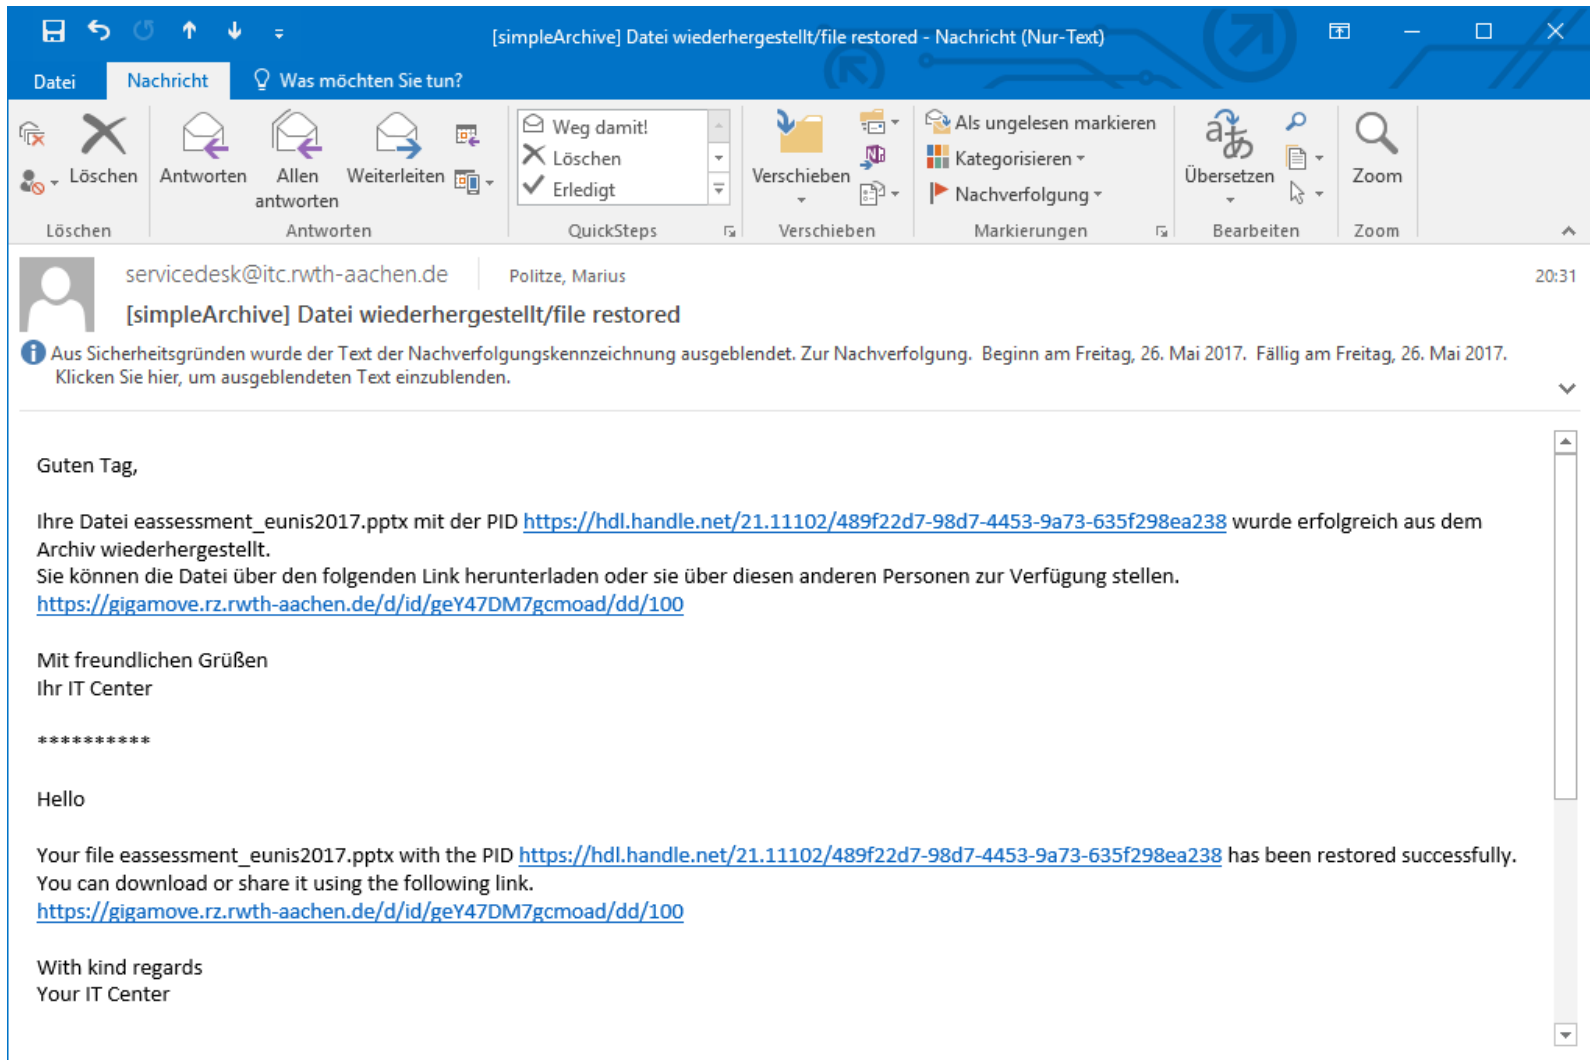 [simpleArchive] Datei wiederhergestellt/file restored - Nachricht (Nur-Text)
Datei
Nachricht
Was möchten Sie tun?
Löschen
Antworten
Allen
antworten
Weiterleiten
Weg damit!
Löschen
Erledigt
Verschieben
Als ungelesen markieren
Kategorisieren
Nachverfolgung
Übersetzen
Zoom
Löschen
Antworten
QuickSteps
Verschieben
Markierungen
Bearbeiten
Zoom
servicedesk@itc.rwth-aachen.de
Politze, Marius
20:31
[simpleArchive] Datei wiederhergestellt/file restored
Aus Sicherheitsgründen wurde der Text der Nachverfolgungskennzeichnung ausgeblendet. Zur Nachverfolgung.  Beginn am Freitag, 26. Mai 2017.  Fällig am Freitag, 26. Mai 2017.
Klicken Sie hier, um ausgeblendeten Text einzublenden.
Guten Tag,
Ihre Datei eassessment_eunis2017.pptx mit der PID https://hdl.handle.net/21.11102/489f22d7-98d7-4453-9a73-635f298ea238 wurde erfolgreich aus dem
Archiv wiederhergestellt.
Sie können die Datei über den folgenden Link herunterladen oder sie über diesen anderen Personen zur Verfügung stellen.
https://gigamove.rz.rwth-aachen.de/d/id/geY47DM7gcmoad/dd/100
Mit freundlichen Grüßen
Ihr IT Center
**********
Hello
Your file eassessment_eunis2017.pptx with the PID https://hdl.handle.net/21.11102/489f22d7-98d7-4453-9a73-635f298ea238 has been restored successfully.
You can download or share it using the following link.
https://gigamove.rz.rwth-aachen.de/d/id/geY47DM7gcmoad/dd/100
With kind regards
Your IT Center